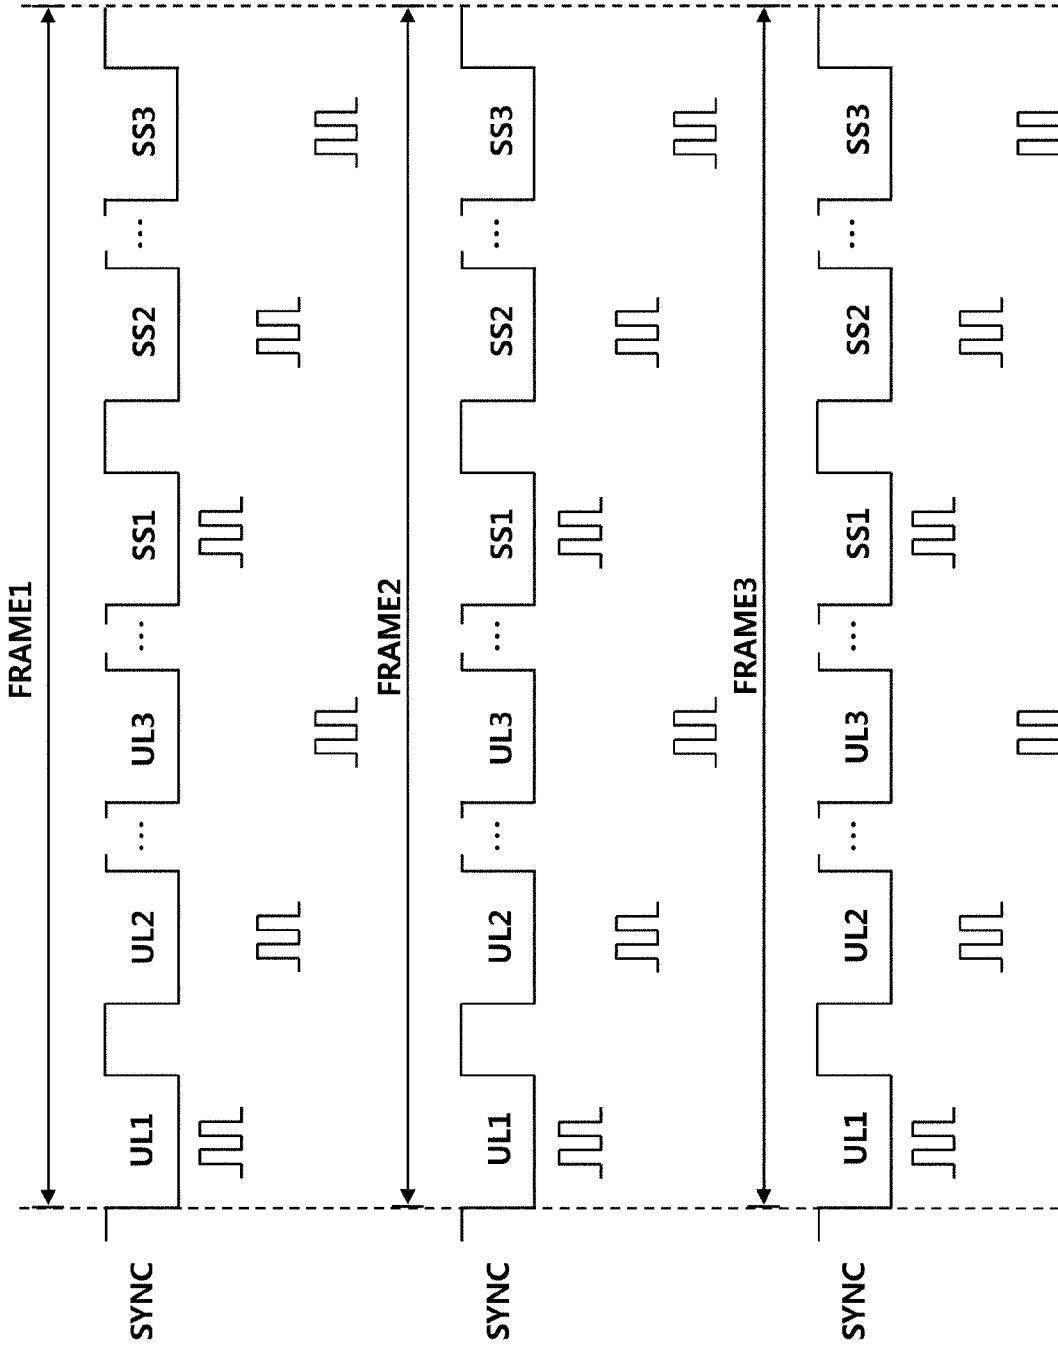 FRAME1
SYNC UL1 UL2 ... UL3 ... SS1 SS2 ... SS3
FRAME2
SYNC UL1 UL2 ... UL3 ... SS1 SS2 ... SS3
FRAME3
SYNC UL1 UL2 ... UL3 ... SS1 SS2 ... SS3